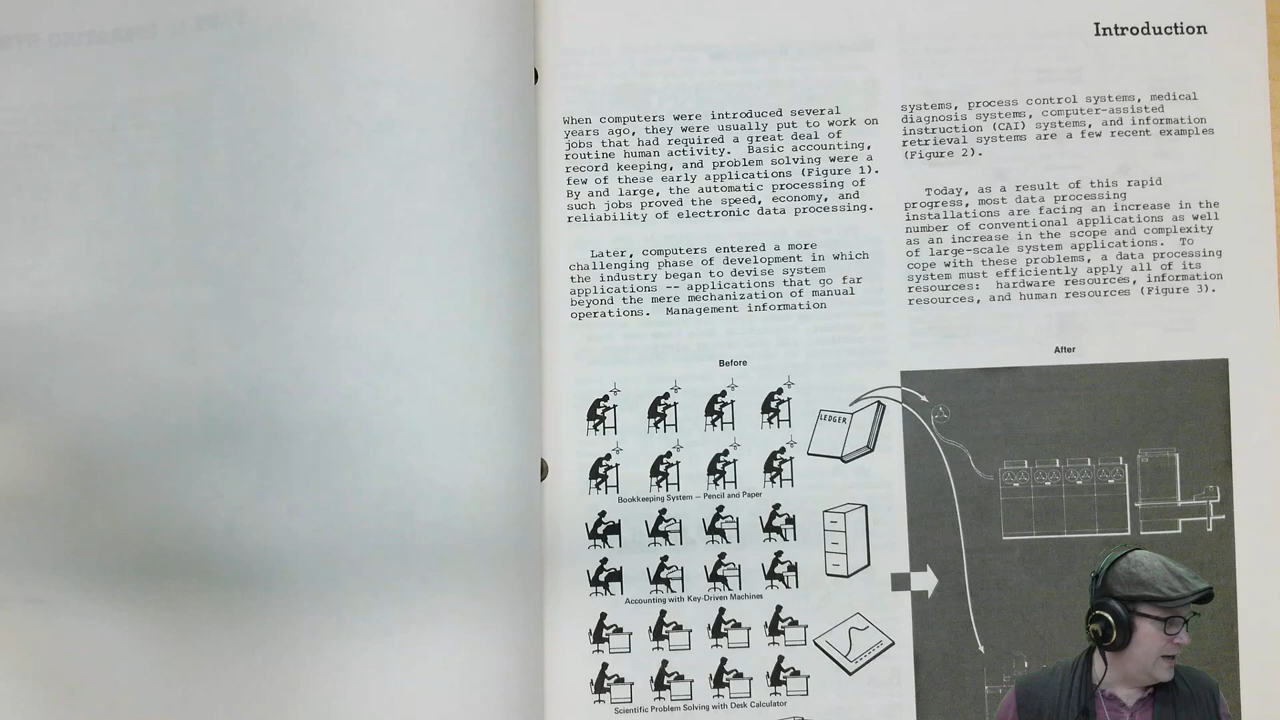 Introduction
When computers were introduced several
years ago, they were usually put to work on
jobs that had required a great deal of
routine human activity. Basic accounting,
record keeping, and problem solving were a
few of these early applications (Figure 1).
By and large, the automatic processing of
such jobs proved the speed, economy, and
reliability of electronic data processing.
Later, computers entered a more
challenging phase of development in which
the industry began to devise system
applications -- applications that go far
beyond the mere mechanization of manual
operations. Management information
systems, process control systems, medical
diagnosis systems, computer-assisted
instruction (CAI) systems, and information
retrieval systems are a few recent examples
(Figure 2).
Today, as a result of this rapid
progress, most data processing
installations are facing an increase in the
number of conventional applications as well
as an increase in the scope and complexity
of large-scale system applications. To
cope with these problems, a data processing
system must efficiently apply all of its
resources: hardware resources, information
resources, and human resources (Figure 3).
Before
After
LEDGER
Bookkeeping System — Pencil and Paper
Accounting with Key-Driven Machines
Scientific Problem Solving with Desk Calculator